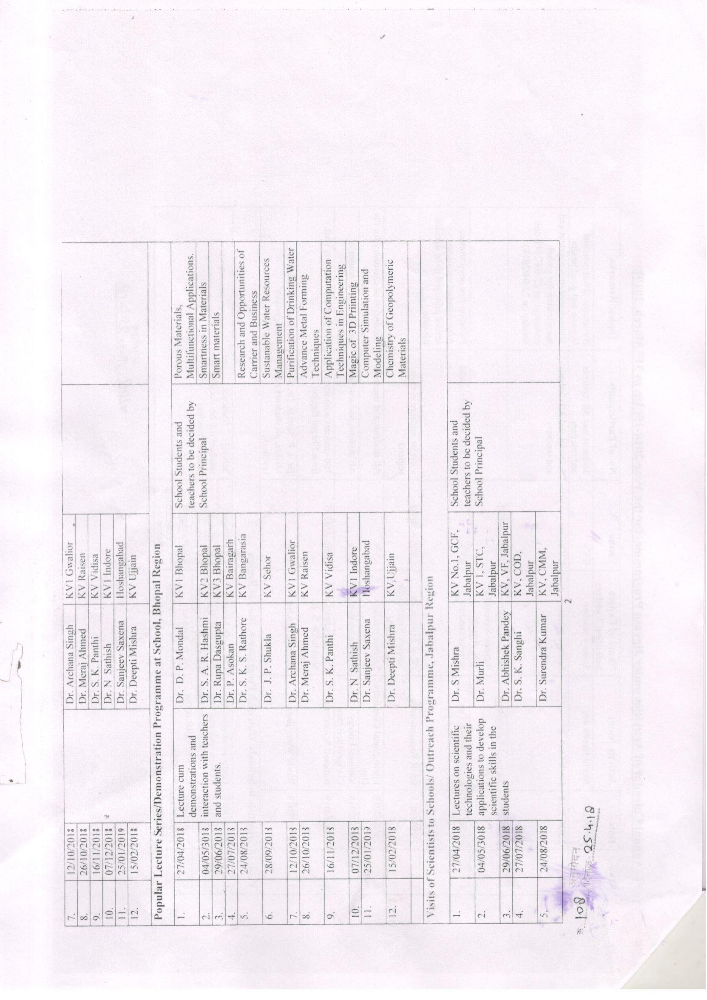 7. 12/10/2018 Dr. Archana Singh KV1 Gwalior
8. 26/10/2018 Dr. Meraj Ahmed KV Raisen
9. 16/11/2018 Dr. S. K. Panthi KV Vidisa
10. 07/12/2018 Dr. N Sathish KV1 Indore
11. 25/01/2019 Dr. Sanjeev Saxena Hoshangabad
12. 15/02/2018 Dr. Deepti Mishra KV Ujjain
Popular Lecture Series/Demonstration Programme at School, Bhopal Region
1. 27/04/2018 Lecture cum Dr. D. P. Mondal KV1 Bhopal School Students and Porous Materials,
demonstrations and teachers to be decided by Multifunctional Applications.
2. 04/05/3018 interaction with teachers Dr. S. A. R. Hashmi KV2 Bhopal School Principal Smartness in Materials
3. 29/06/2018 and students. Dr. Rupa Dasgupta KV3 Bhopal Smart materials
4. 27/07/2018 Dr. P. Asokan KV Bairagarh
5. 24/08/2018 Dr. S. K. S. Rathore KV Bangarasia Research and Opportunities of
Carrier and Business
6. 28/09/2018 Dr. J. P. Shukla KV Sehor Sustanable Water Resources
Management
7. 12/10/2018 Dr. Archana Singh KV1 Gwalior Purification of Drinking Water
8. 26/10/2018 Dr. Meraj Ahmed KV Raisen Advance Metal Forming
Techniques
9. 16/11/2018 Dr. S. K. Panthi KV Vidisa Application of Computation
Techniques in Engineering
10. 07/12/2018 Dr. N Sathish KV1 Indore Magic of 3D Priinting
11. 25/01/2019 Dr. Sanjeev Saxena Hoshangabad Computer Simulation and
Modeling
12. 15/02/2018 Dr. Deepti Mishra KV, Ujjain Chemistry of Geopolymeric
Materials
Visits of Scientists to Schools/ Outreach Programme, Jabalpur Region
1. 27/04/2018 Lectures on scientific Dr. S Mishra KV No.1, GCF, School Students and
technologies and their Jabalpur teachers to be decided by
2. 04/05/3018 applications to develop Dr. Murli KV 1, STC, School Principal
scientific skills in the Jabalpur
3. 29/06/2018 students Dr. Abhishek Pandey KV, VF, Jabalpur
4. 27/07/2018 Dr. S. K. Sanghi KV, COD,
Jabalpur
5. 24/08/2018 Dr. Surendra Kumar KV, CMM,
Jabalpur
2
क्र. 108 अनुमोदन
दिनांक 25.4.18